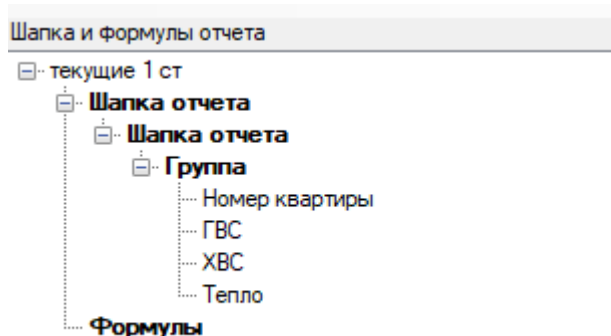 Шапка и формулы отчета
текущие 1 ст
Шапка отчета
Шапка отчета
Группа
Номер квартиры
ГВС
ХВС
Тепло
Формулы